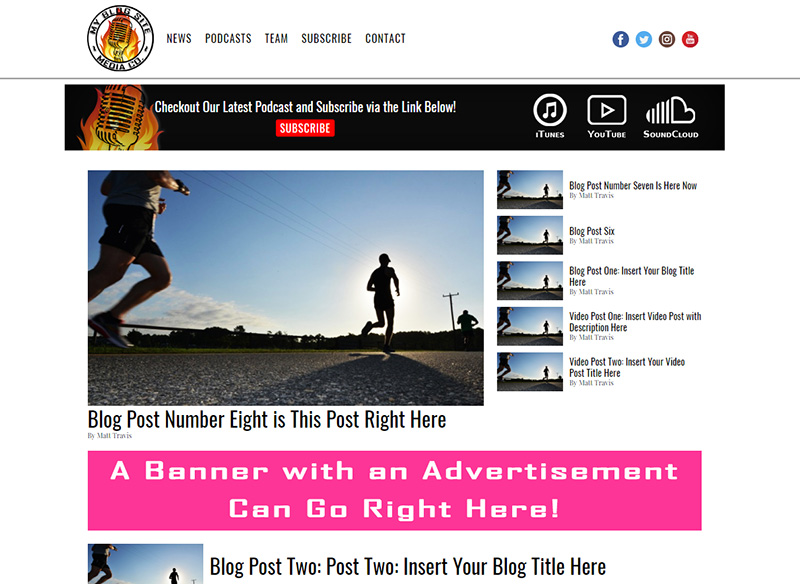 MY BLOG SITE
MEDIA CO.
NEWS PODCASTS TEAM SUBSCRIBE CONTACT
You Tube
Checkout Our Latest Podcast and Subscribe via the Link Below!
SUBSCRIBE
iTunes YouTube SoundCloud
Blog Post Number Seven Is Here Now
By Matt Travis
Blog Post Six
By Matt Travis
Blog Post One: Insert Your Blog Title
Here
By Matt Travis
Video Post One: Insert Video Post with
Description Here
By Matt Travis
Video Post Two: Insert Your Video
Post Title Here
By Matt Travis
Blog Post Number Eight is This Post Right Here
By Matt Travis
A Banner with an Advertisement
Can Go Right Here!
Blog Post Two: Post Two: Insert Your Blog Title Here